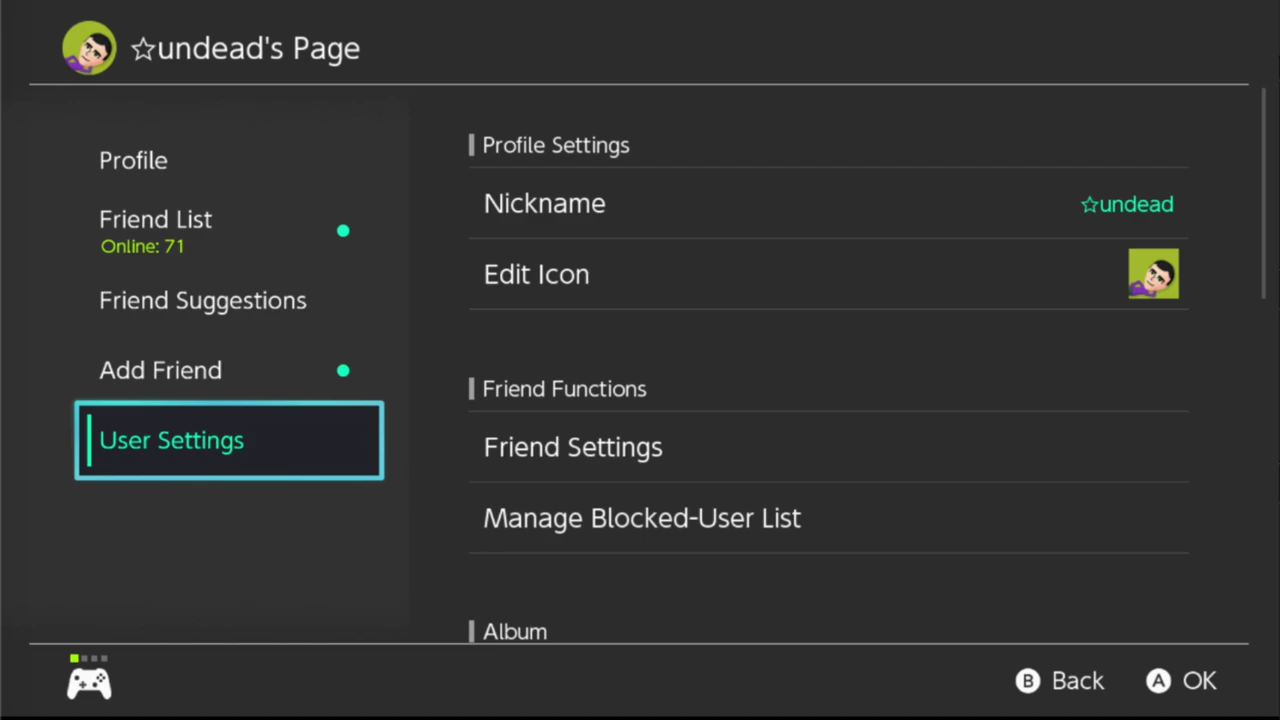 ☆undead's Page
Profile
Friend List
Online: 71
Friend Suggestions
Add Friend
User Settings
Profile Settings
Nickname
☆undead
Edit Icon
Friend Functions
Friend Settings
Manage Blocked-User List
Album
B Back
A OK